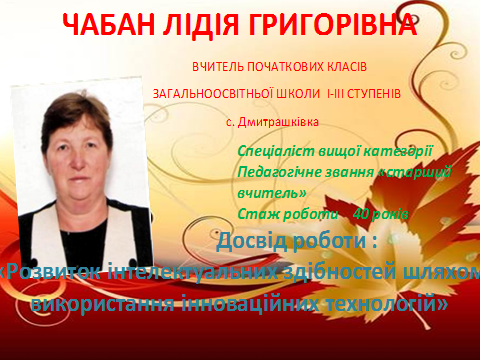 ЧАБАН ЛІДІЯ ГРИГОРІВНА
ВЧИТЕЛЬ ПОЧАТКОВИХ КЛАСІВ
ЗАГАЛЬНООСВІТНЬОЇ ШКОЛИ І-ІІІ СТУПЕНІВ
с. Дмитрашківка
Спеціаліст вищої категорії
Педагогічне звання «старший
вчитель»
Стаж роботи 40 років
Досвід роботи :
«Розвиток інтелектуальних здібностей шляхом
використання інноваційних технологій»